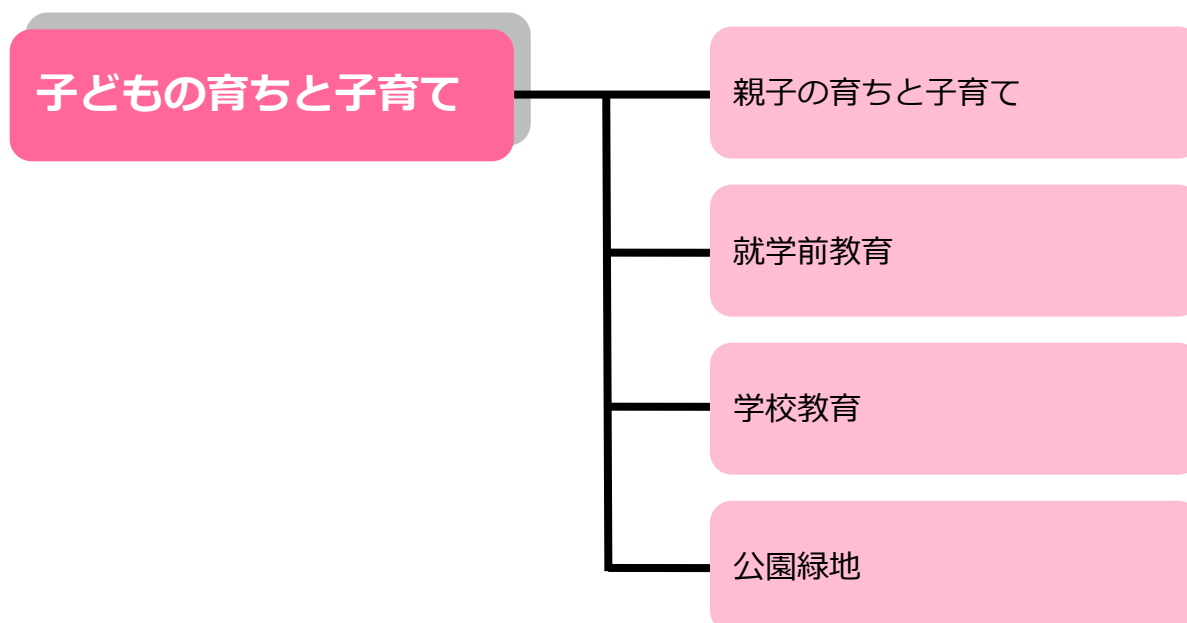 子どもの育ちと子育て
親子の育ちと子育て
就学前教育
学校教育
公園緑地